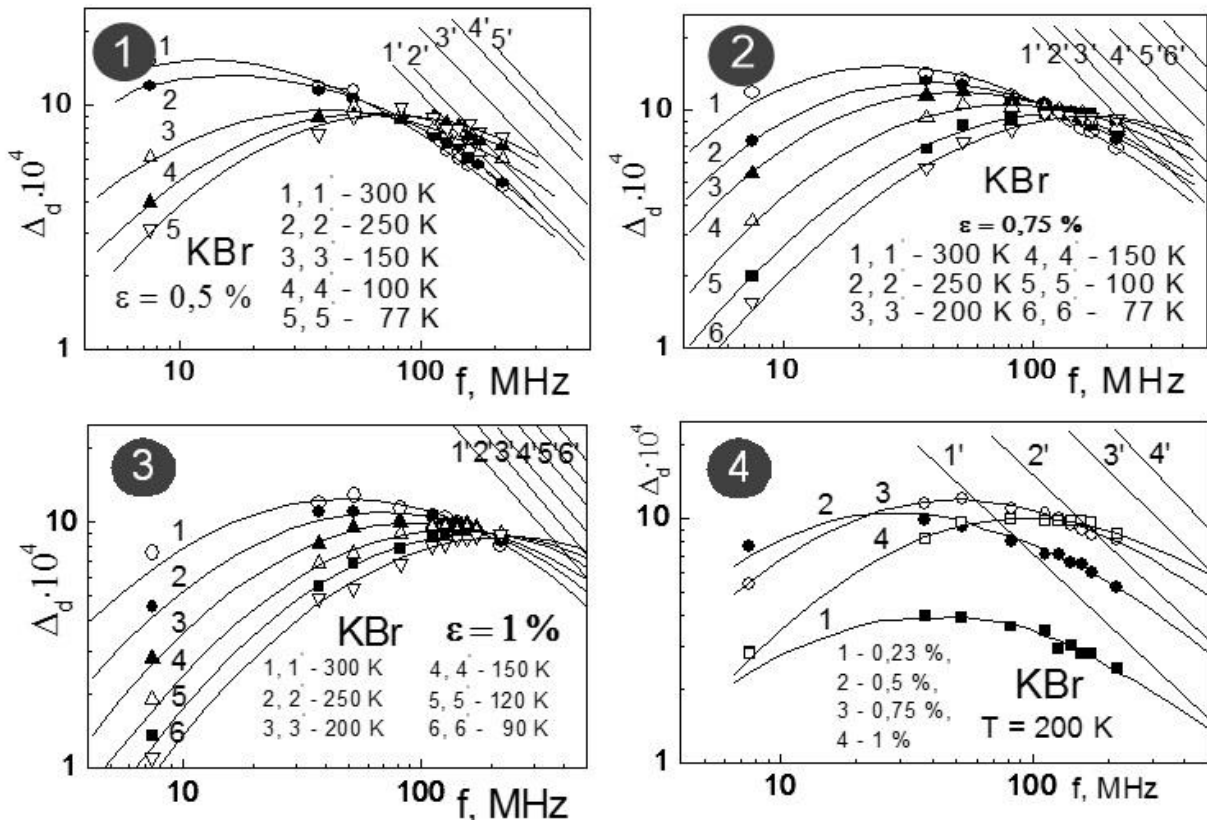 1
10
1
Δd·10⁴
1
2
3
4
5
1' 2' 3' 4' 5'
KBr
ε = 0,5 %
1, 1' - 300 K
2, 2' - 250 K
3, 3' - 150 K
4, 4' - 100 K
5, 5' - 77 K
10 100
f, MHz
2
10
1
Δd·10⁴
1
2
3
4
5
6
1' 2' 3' 4' 5' 6'
KBr
ε = 0,75 %
1, 1' - 300 K 4, 4' - 150 K
2, 2' - 250 K 5, 5' - 100 K
3, 3' - 200 K 6, 6' - 77 K
10 100
f, MHz
3
10
1
Δd·10⁴
1
2
3
4
5
6
1' 2' 3' 4' 5' 6'
KBr ε = 1 %
1, 1' - 300 K 4, 4' - 150 K
2, 2' - 250 K 5, 5' - 120 K
3, 3' - 200 K 6, 6' - 90 K
10 100
f, MHz
4
10
1
Δd·10⁴
1' 2' 3' 4'
2
3
4
1
1 - 0,23 %,
2 - 0,5 %,
3 - 0,75 %,
4 - 1 %
KBr
T = 200 K
10 100
f, MHz